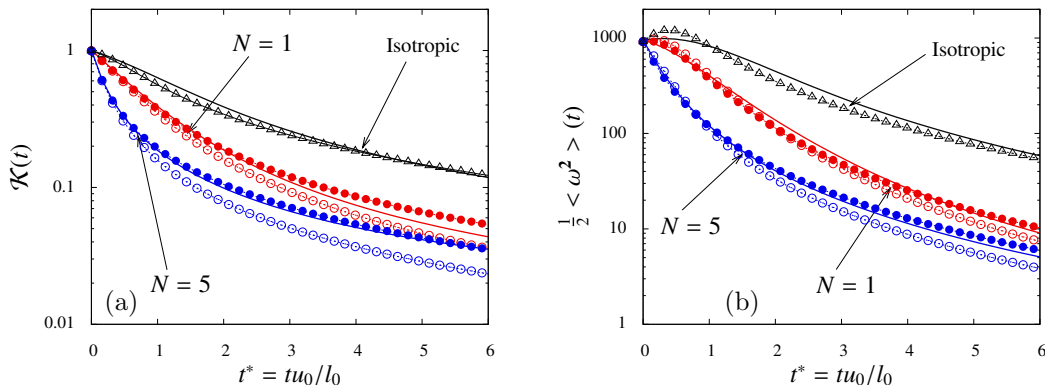 1
0.1
0.01
0 1 2 3 4 5 6
𝒦(t)
t* = tu₀/l₀
N = 1
Isotropic
N = 5
(a)
1000
100
10
1
0 1 2 3 4 5 6
½ < ω² > (t)
t* = tu₀/l₀
Isotropic
N = 5
N = 1
(b)